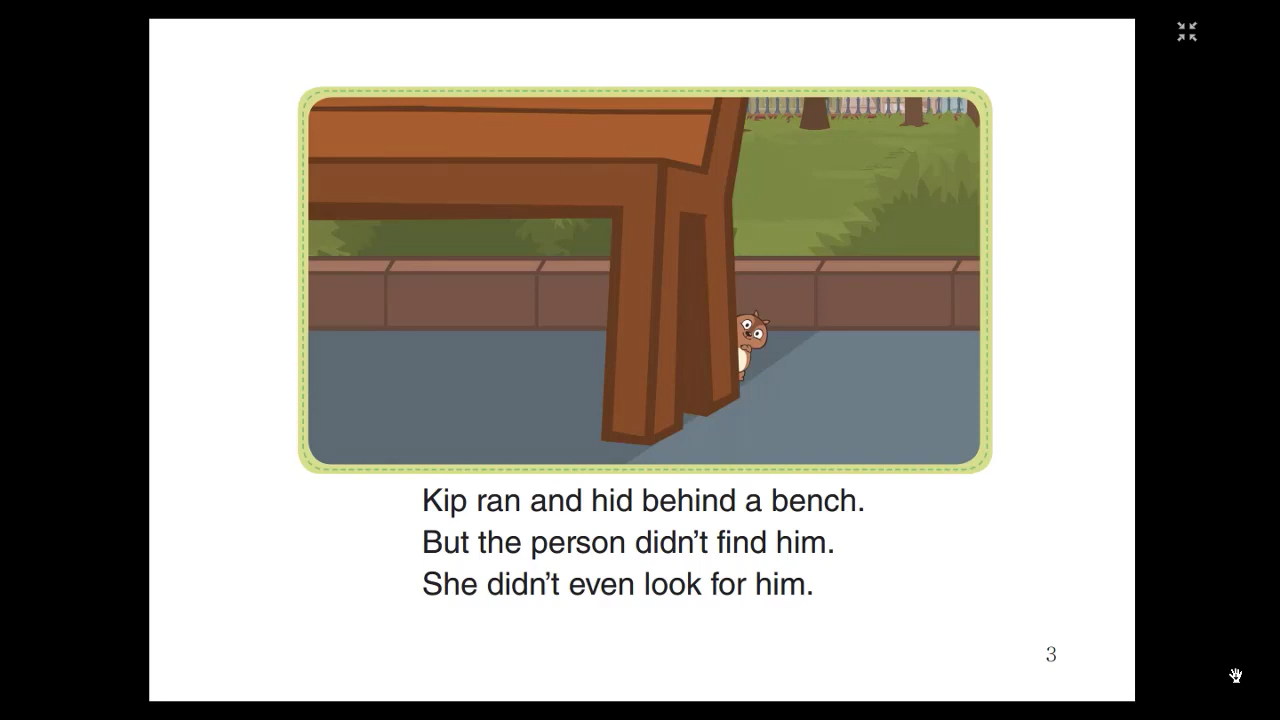 Kip ran and hid behind a bench.
But the person didn’t find him.
She didn’t even look for him.
3